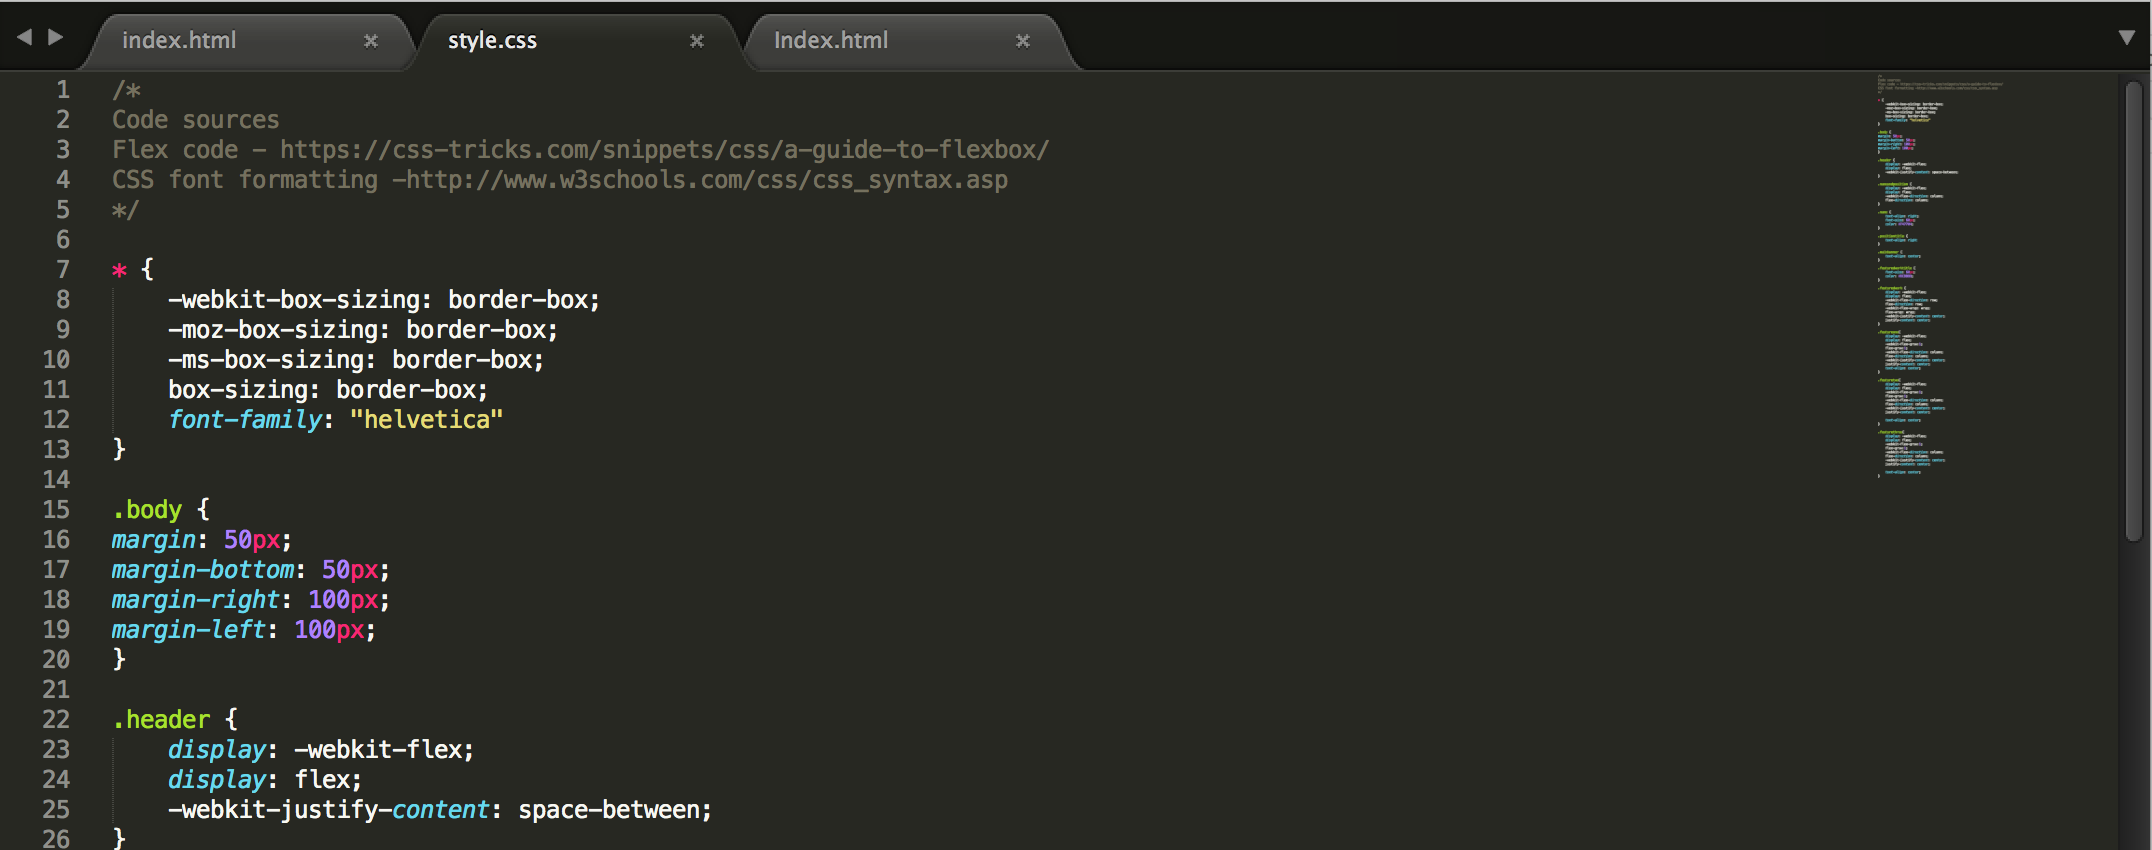 index.html style.css Index.html
1 /*
2 Code sources
3 Flex code - https://css-tricks.com/snippets/css/a-guide-to-flexbox/
4 CSS font formatting -http://www.w3schools.com/css/css_syntax.asp
5 */
6
7 * {
8 -webkit-box-sizing: border-box;
9 -moz-box-sizing: border-box;
10 -ms-box-sizing: border-box;
11 box-sizing: border-box;
12 font-family: "helvetica"
13 }
14
15 .body {
16 margin: 50px;
17 margin-bottom: 50px;
18 margin-right: 100px;
19 margin-left: 100px;
20 }
21
22 .header {
23 display: -webkit-flex;
24 display: flex;
25 -webkit-justify-content: space-between;
26 }